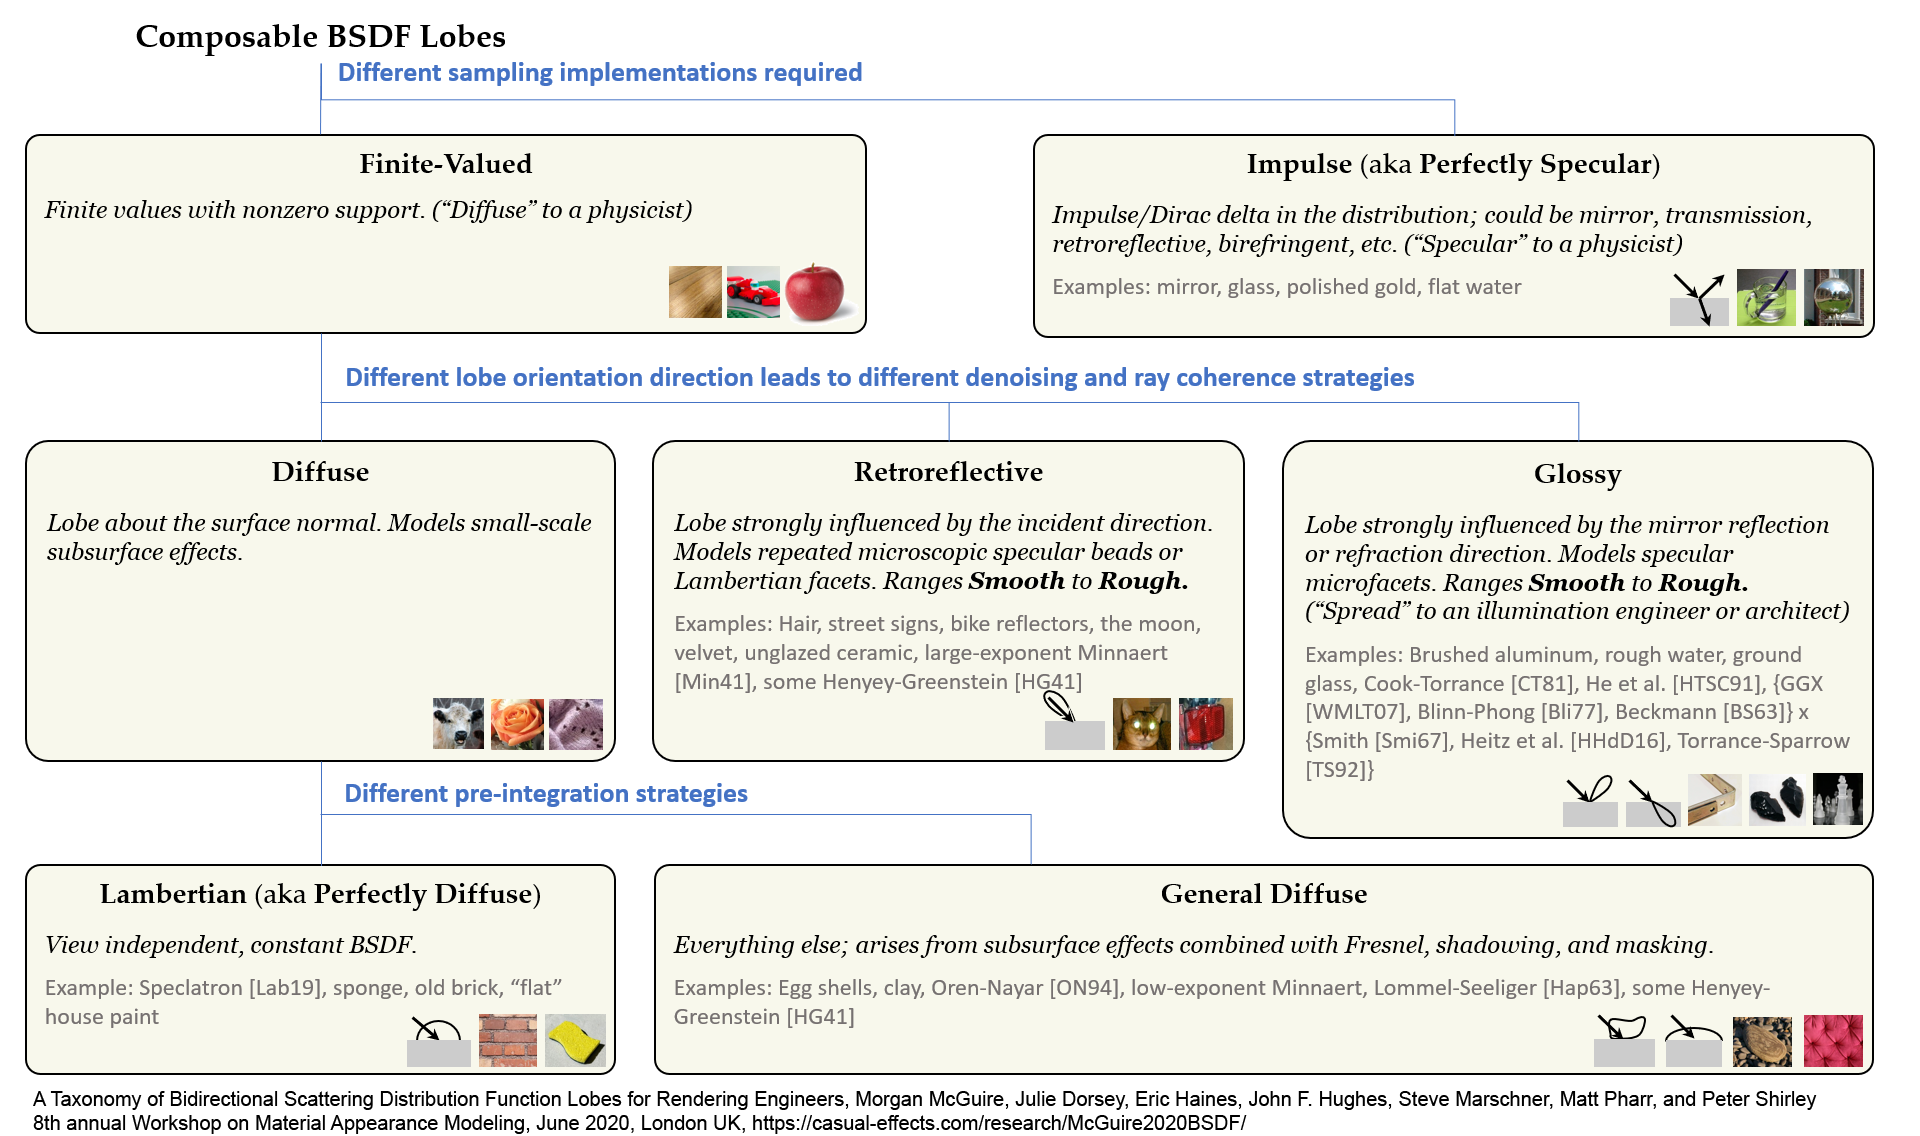 Composable BSDF Lobes
Different sampling implementations required
Finite-Valued
Finite values with nonzero support. (“Diffuse” to a physicist)
Impulse (aka Perfectly Specular)
Impulse/Dirac delta in the distribution; could be mirror, transmission,
retroreflective, birefringent, etc. (“Specular” to a physicist)
Examples: mirror, glass, polished gold, flat water
Different lobe orientation direction leads to different denoising and ray coherence strategies
Diffuse
Lobe about the surface normal. Models small-scale
subsurface effects.
Retroreflective
Lobe strongly influenced by the incident direction.
Models repeated microscopic specular beads or
Lambertian facets. Ranges Smooth to Rough.
Examples: Hair, street signs, bike reflectors, the moon,
velvet, unglazed ceramic, large-exponent Minnaert
[Min41], some Henyey-Greenstein [HG41]
Glossy
Lobe strongly influenced by the mirror reflection
or refraction direction. Models specular
microfacets. Ranges Smooth to Rough.
(“Spread” to an illumination engineer or architect)
Examples: Brushed aluminum, rough water, ground
glass, Cook-Torrance [CT81], He et al. [HTSC91], {GGX
[WMLT07], Blinn-Phong [Bli77], Beckmann [BS63]} x
{Smith [Smi67], Heitz et al. [HHdD16], Torrance-Sparrow
[TS92]}
Different pre-integration strategies
Lambertian (aka Perfectly Diffuse)
View independent, constant BSDF.
Example: Speclatron [Lab19], sponge, old brick, “flat”
house paint
General Diffuse
Everything else; arises from subsurface effects combined with Fresnel, shadowing, and masking.
Examples: Egg shells, clay, Oren-Nayar [ON94], low-exponent Minnaert, Lommel-Seeliger [Hap63], some Henyey-
Greenstein [HG41]
A Taxonomy of Bidirectional Scattering Distribution Function Lobes for Rendering Engineers, Morgan McGuire, Julie Dorsey, Eric Haines, John F. Hughes, Steve Marschner, Matt Pharr, and Peter Shirley
8th annual Workshop on Material Appearance Modeling, June 2020, London UK, https://casual-effects.com/research/McGuire2020BSDF/